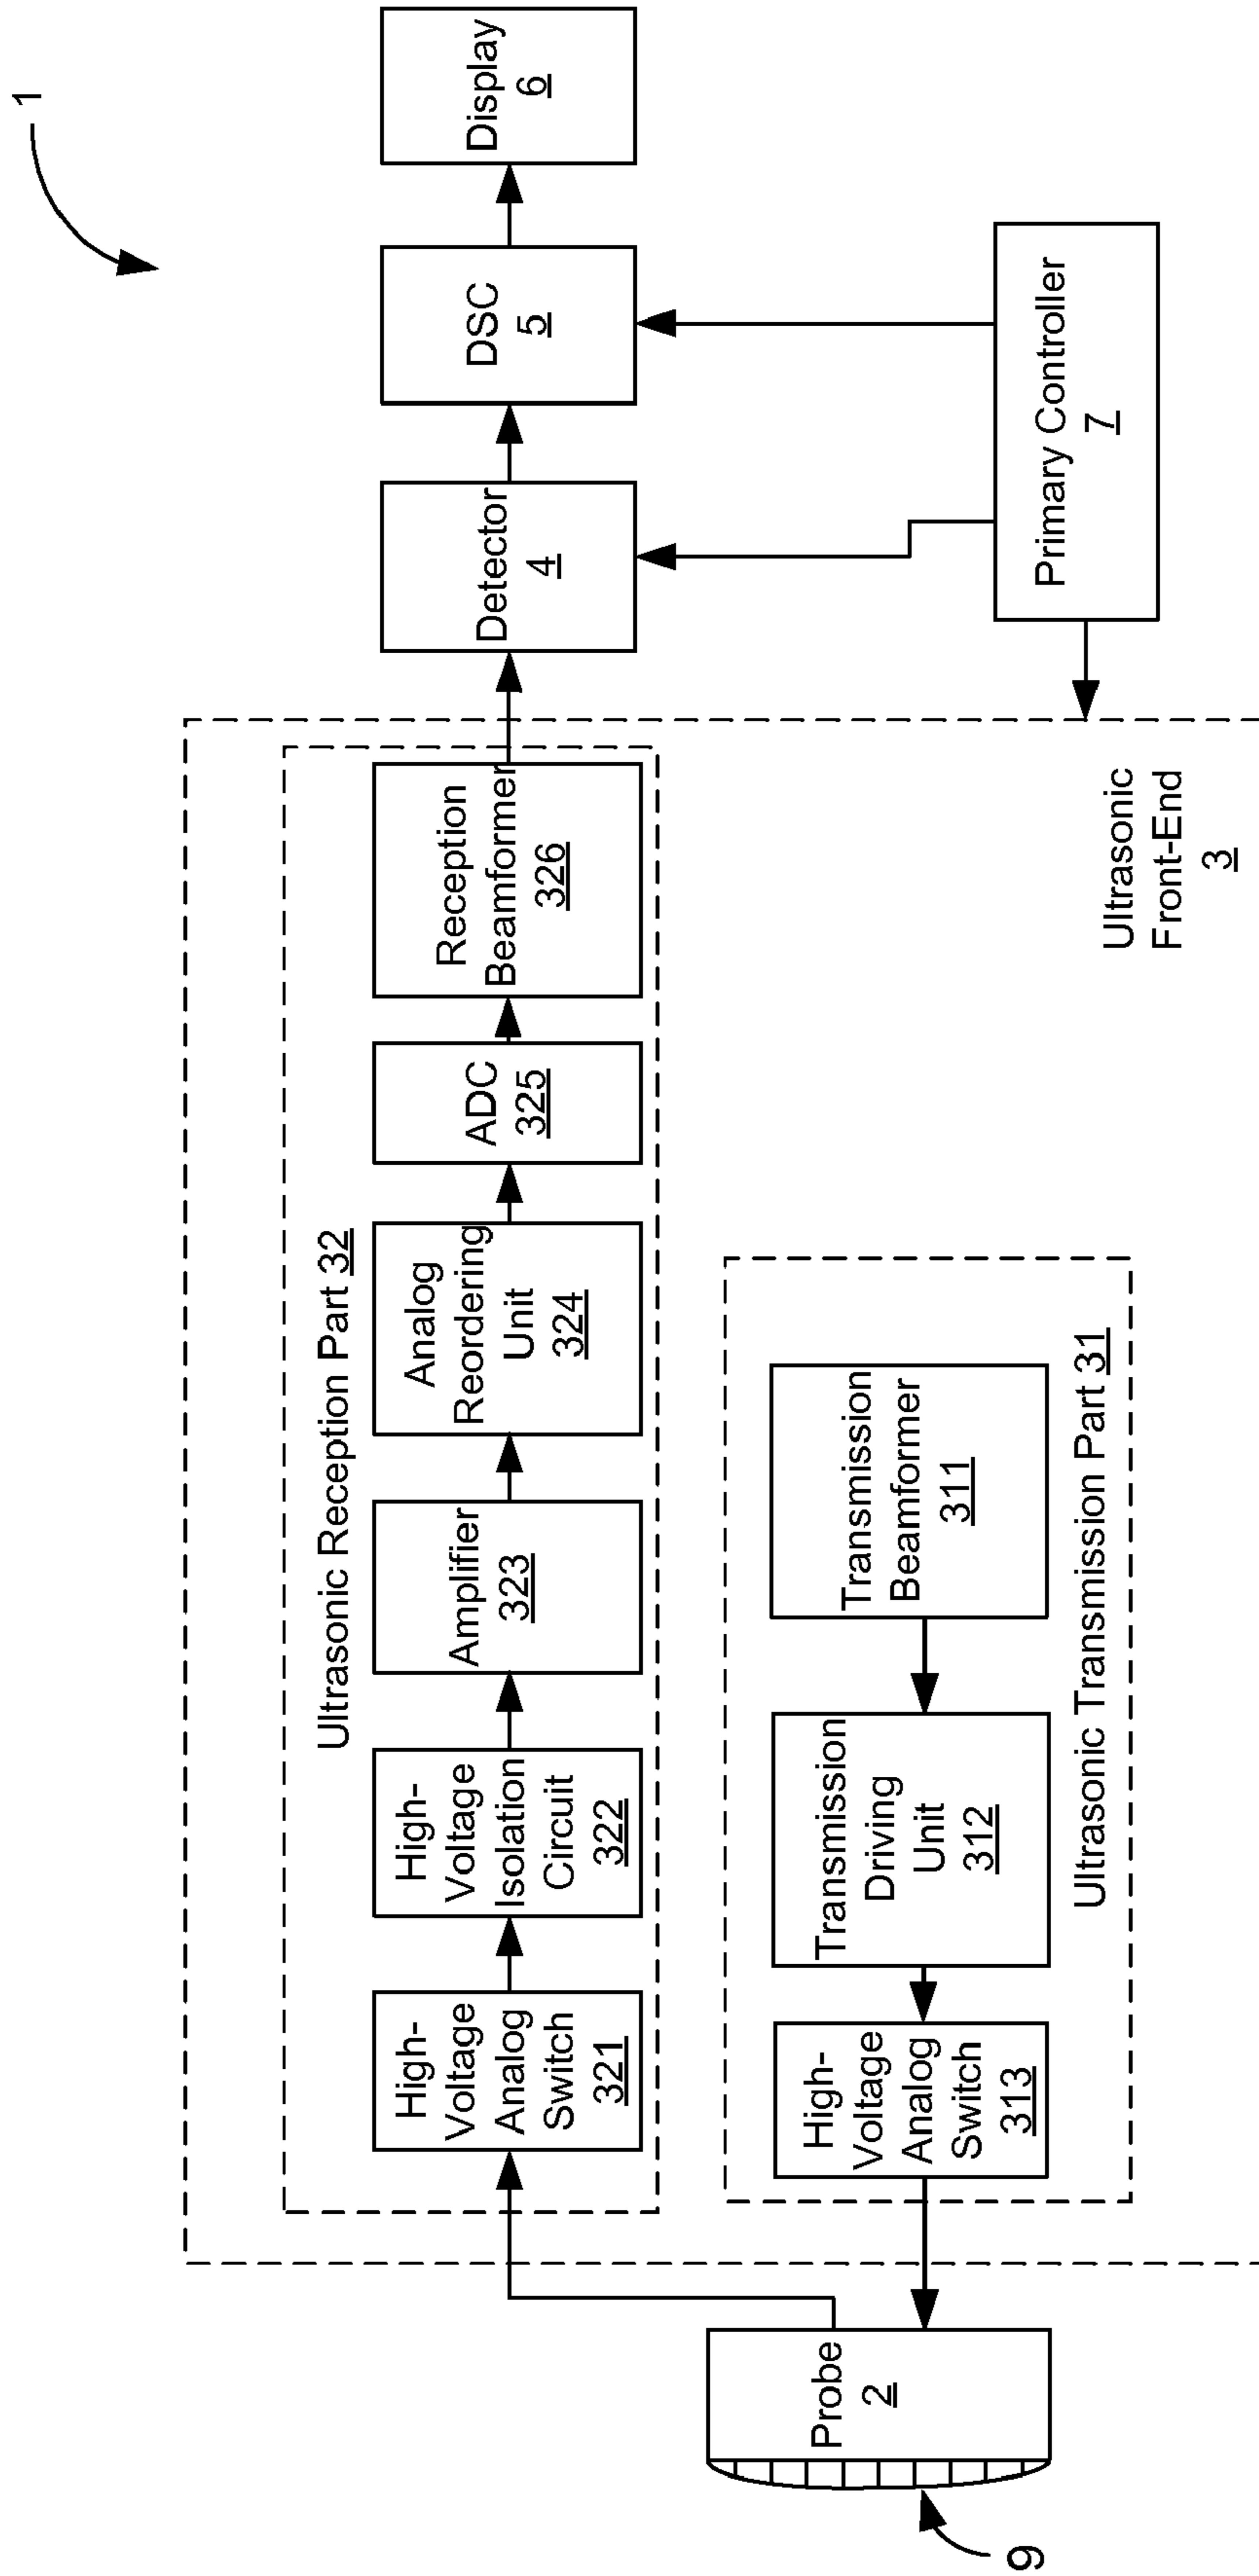 1
Ultrasonic Reception Part 32
High-
Voltage
Analog
Switch
321
High-
Voltage
Isolation
Circuit
322
Amplifier
323
Analog
Reordering
Unit
324
ADC
325
Reception
Beamformer
326
Detector
4
DSC
5
Display
6
Probe
2
9
High-
Voltage
Analog
Switch
313
Transmission
Driving
Unit
312
Transmission
Beamformer
311
Ultrasonic Transmission Part 31
Ultrasonic
Front-End
3
Primary Controller
7